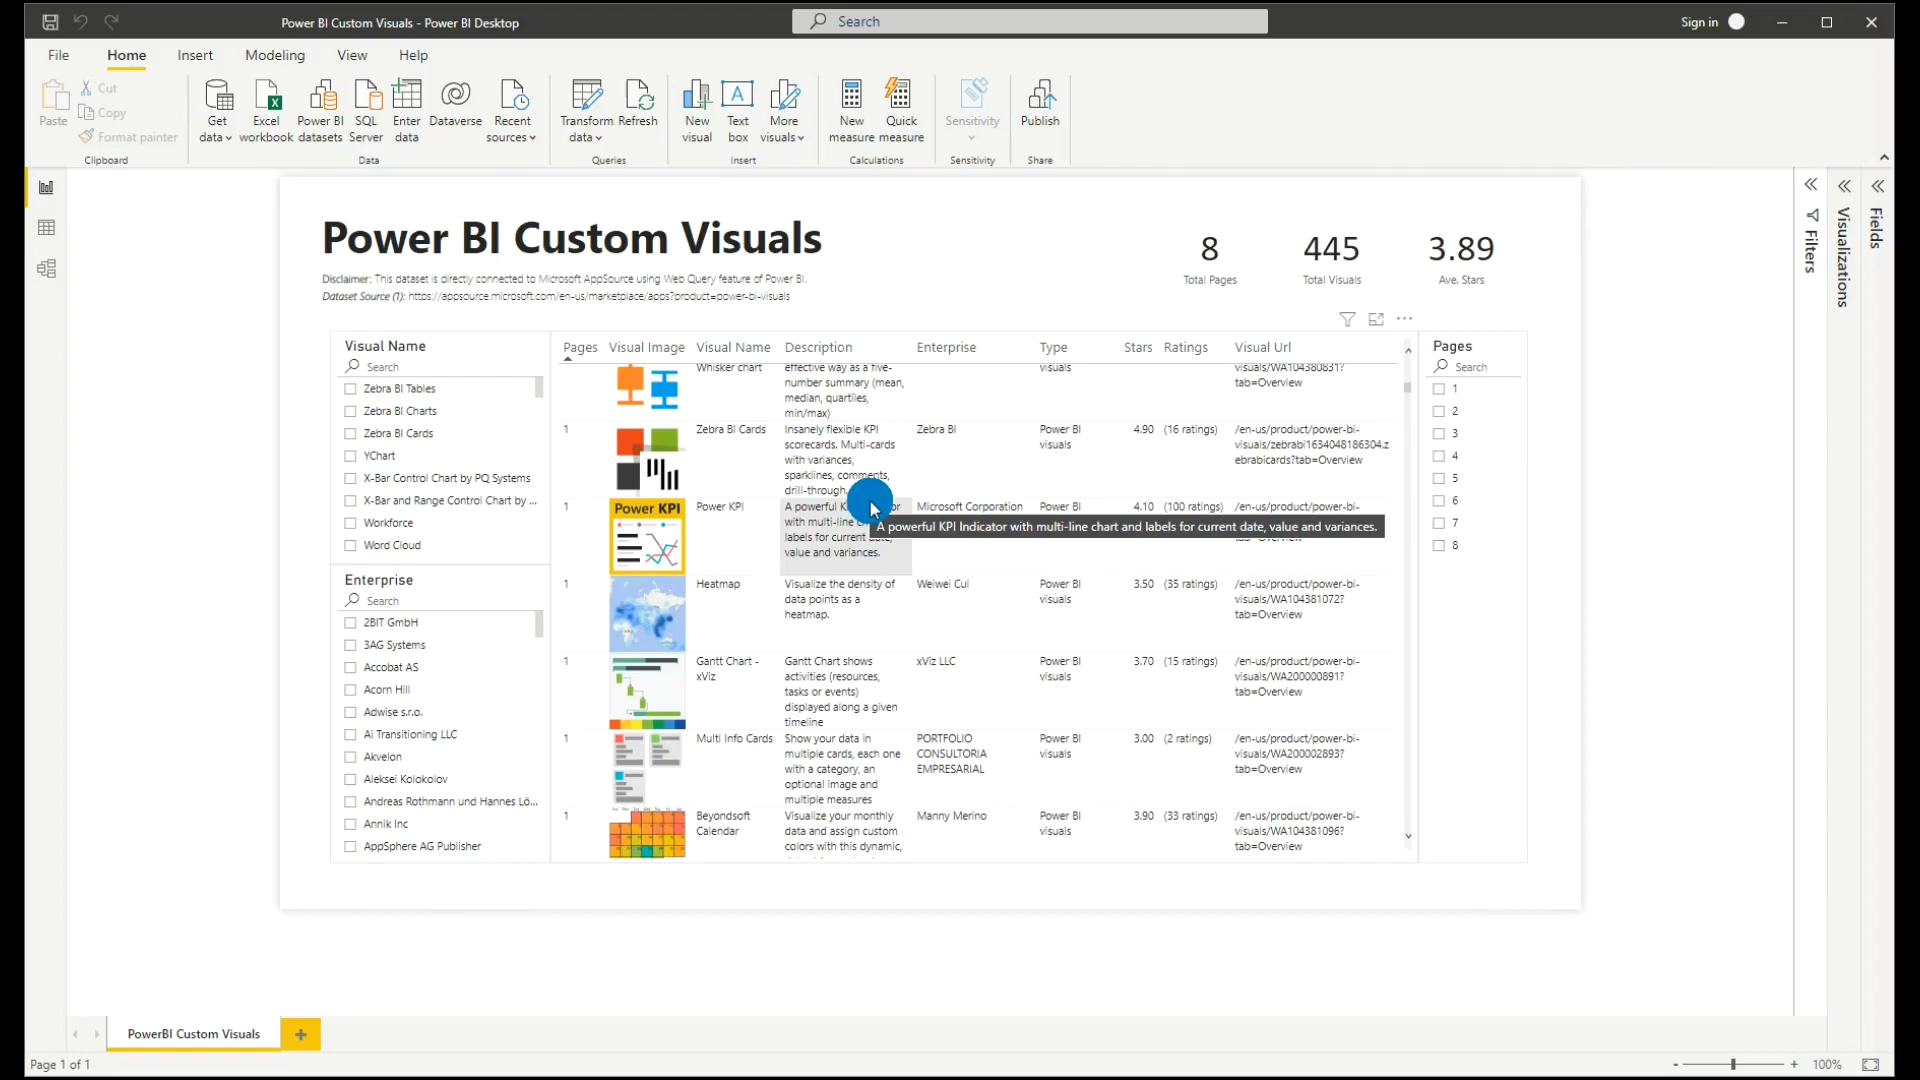 Power BI Custom Visuals - Power BI Desktop
Search
Sign in
File Home Insert Modeling View Help
Paste
Cut
Copy
Format painter
Clipboard
Get data
Excel workbook
Power BI datasets
SQL Server
Enter data
Dataverse
Recent sources
Data
Transform data
Refresh
Queries
New visual
Text box
More visuals
Insert
New measure
Quick measure
Calculations
Sensitivity
Sensitivity
Publish
Share
Power BI Custom Visuals
Disclaimer: This dataset is directly connected to Microsoft AppSource using Web Query feature of Power BI.
Dataset Source (1): https://appsource.microsoft.com/en-us/marketplace/apps?product=power-bi-visuals
8
Total Pages
445
Total Visuals
3.89
Ave. Stars
Filters
Visualizations
Fields
Visual Name
Search
Zebra BI Tables
Zebra BI Charts
Zebra BI Cards
YChart
X-Bar Control Chart by PQ Systems
X-Bar and Range Control Chart by ...
Workforce
Word Cloud
Enterprise
Search
2BIT GmbH
3AG Systems
Accobat AS
Acorn Hill
Adwise s.r.o.
Ai Transitioning LLC
Akvelon
Aleksei Kolokolov
Andreas Rothmann und Hannes Lö...
Annik Inc
AppSphere AG Publisher
Pages Visual Image Visual Name Description Enterprise Type Stars Ratings Visual Url
Whisker chart
effective way as a five-
number summary (mean,
median, quartiles,
min/max)
visuals/WA104380831?
tab=Overview
1
Zebra BI Cards
Insanely flexible KPI
scorecards. Multi-cards
with variances,
sparklines, comments,
drill-through,
Zebra BI
Power BI
visuals
4.90 (16 ratings)
/en-us/product/power-bi-
visuals/zebrabi1634048186304.z
ebrabicards?tab=Overview
1
Power KPI
Power KPI
A powerful K
with multi-line c
labels for current date,
value and variances.
Microsoft Corporation
Power BI
4.10 (100 ratings)
/en-us/product/power-bi-
A powerful KPI Indicator with multi-line chart and labels for current date, value and variances.
1
Heatmap
Visualize the density of
data points as a
heatmap.
Weiwei Cui
Power BI
visuals
3.50 (35 ratings)
/en-us/product/power-bi-
visuals/WA104381072?
tab=Overview
1
Gantt Chart -
xViz
Gantt Chart shows
activities (resources,
tasks or events)
displayed along a given
timeline
xViz LLC
Power BI
visuals
3.70 (15 ratings)
/en-us/product/power-bi-
visuals/WA200000891?
tab=Overview
1
Multi Info Cards
Show your data in
multiple cards, each one
with a category, an
optional image and
multiple measures
PORTFOLIO
CONSULTORIA
EMPRESARIAL
Power BI
visuals
3.00 (2 ratings)
/en-us/product/power-bi-
visuals/WA200002893?
tab=Overview
1
Beyondsoft
Calendar
Visualize your monthly
data and assign custom
colors with this dynamic,
Manny Merino
Power BI
visuals
3.90 (33 ratings)
/en-us/product/power-bi-
visuals/WA104381096?
tab=Overview
Pages
Search
1
2
3
4
5
6
7
8
PowerBI Custom Visuals
Page 1 of 1
100%